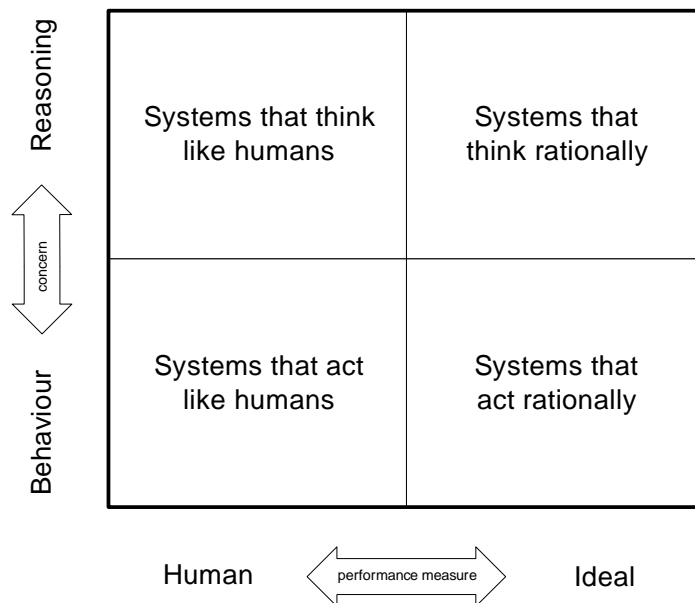 Reasoning
Systems that think
like humans
Systems that
think rationally
concern
Behaviour
Systems that act
like humans
Systems that
act rationally
Human
performance measure
Ideal